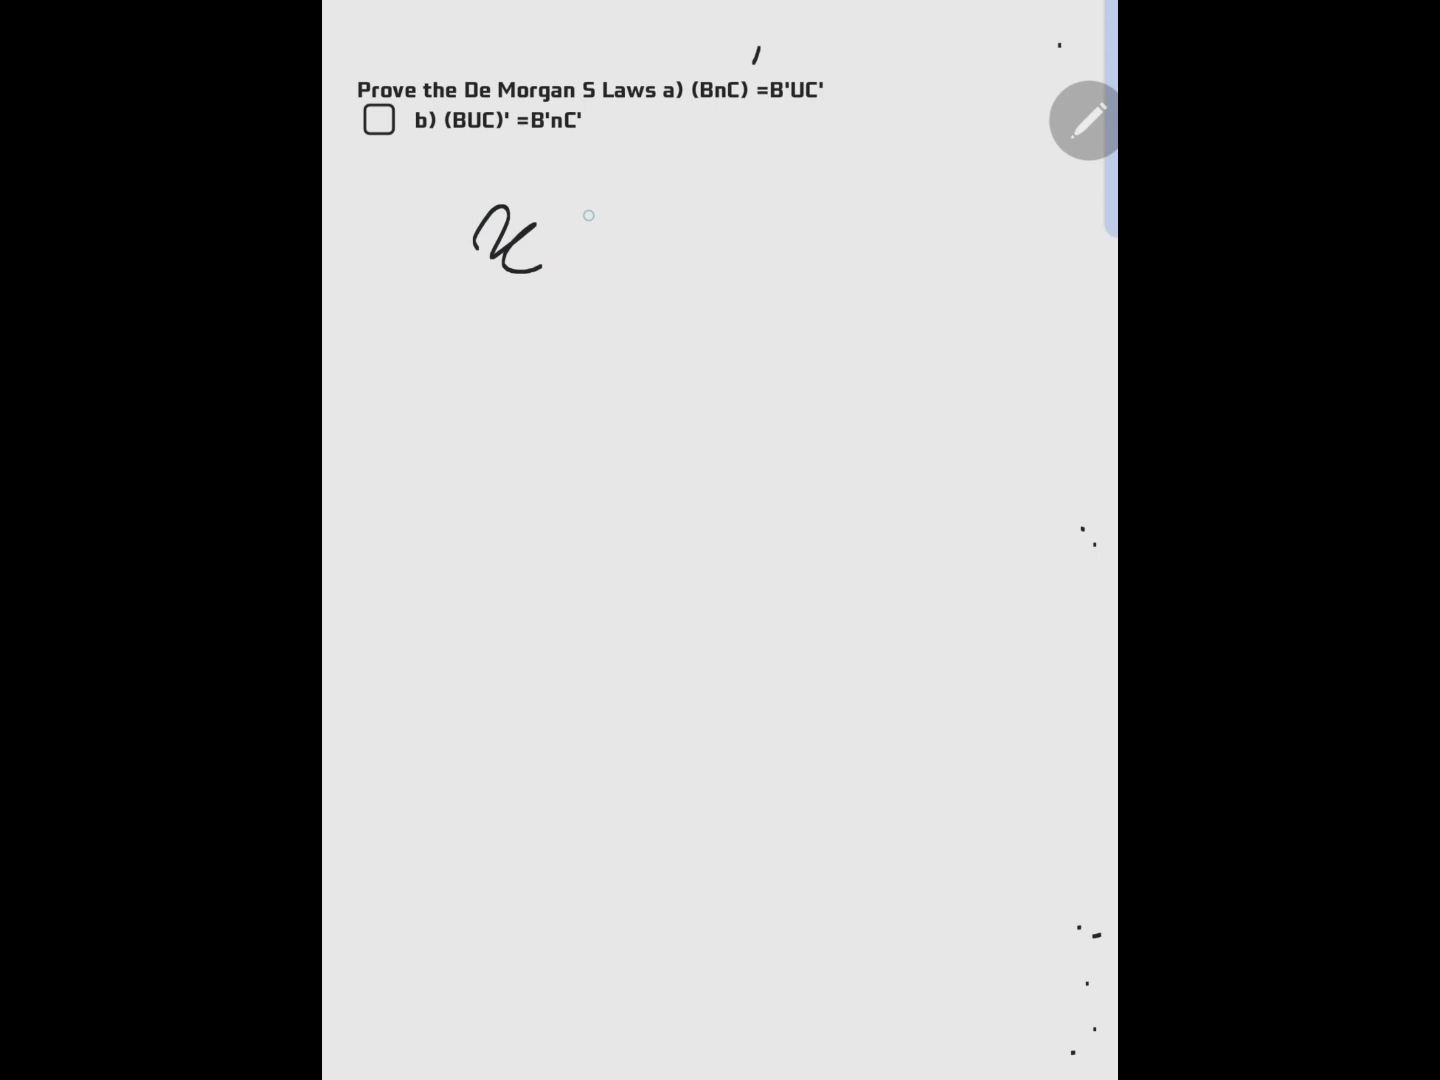 Prove the De Morgan S Laws a) (BnC)' =B'UC'
b) (BUC)' =B'nC'
x